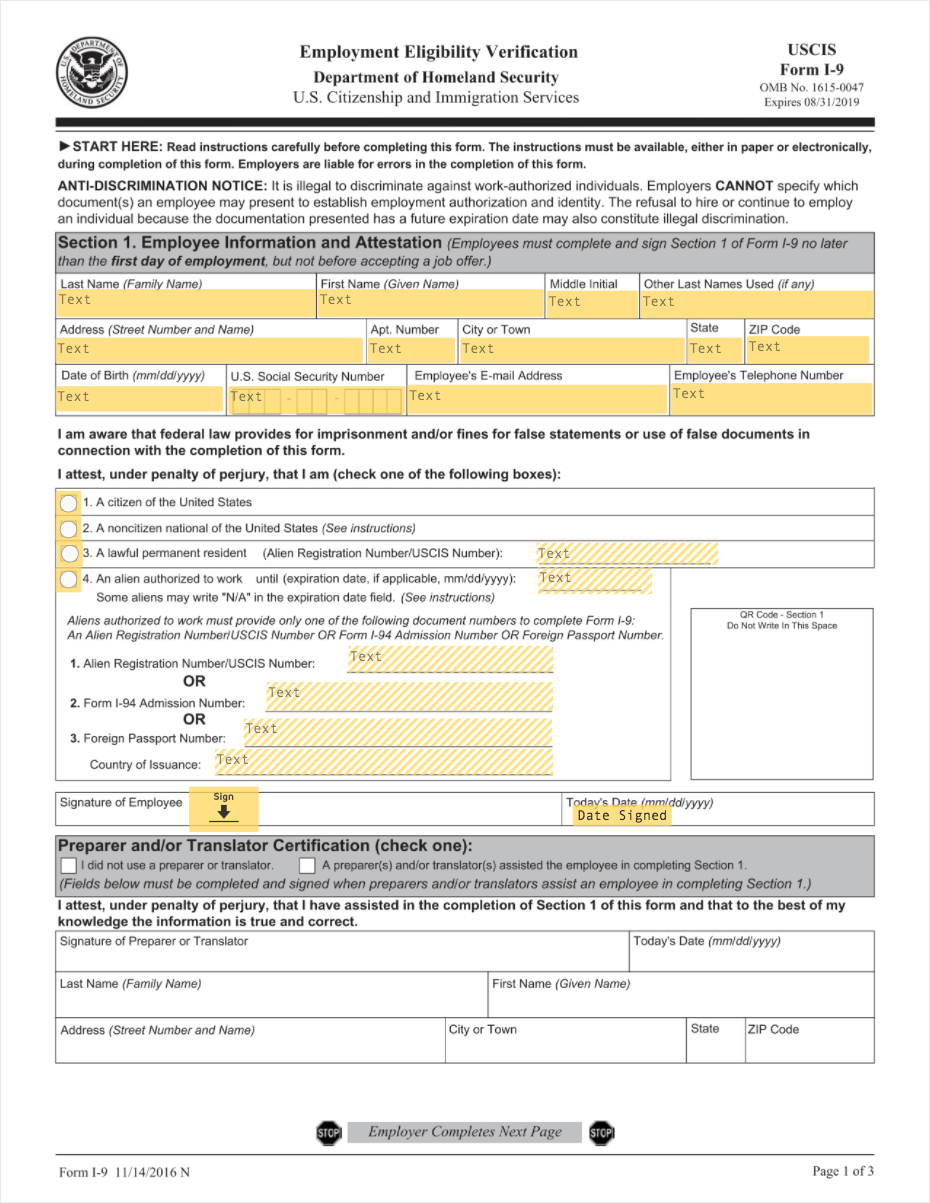 U.S. DEPARTMENT OF HOMELAND SECURITY
Employment Eligibility Verification
Department of Homeland Security
U.S. Citizenship and Immigration Services
USCIS
Form I-9
OMB No. 1615-0047
Expires 08/31/2019
►START HERE: Read instructions carefully before completing this form. The instructions must be available, either in paper or electronically,
during completion of this form. Employers are liable for errors in the completion of this form.
ANTI-DISCRIMINATION NOTICE: It is illegal to discriminate against work-authorized individuals. Employers CANNOT specify which
document(s) an employee may present to establish employment authorization and identity. The refusal to hire or continue to employ
an individual because the documentation presented has a future expiration date may also constitute illegal discrimination.
Section 1. Employee Information and Attestation (Employees must complete and sign Section 1 of Form I-9 no later
than the first day of employment, but not before accepting a job offer.)
Last Name (Family Name) First Name (Given Name) Middle Initial Other Last Names Used (if any)
Text Text Text Text
Address (Street Number and Name) Apt. Number City or Town State ZIP Code
Text Text Text Text Text
Date of Birth (mm/dd/yyyy) U.S. Social Security Number Employee's E-mail Address Employee's Telephone Number
Text Text - - Text Text
I am aware that federal law provides for imprisonment and/or fines for false statements or use of false documents in
connection with the completion of this form.
I attest, under penalty of perjury, that I am (check one of the following boxes):
1. A citizen of the United States
2. A noncitizen national of the United States (See instructions)
3. A lawful permanent resident (Alien Registration Number/USCIS Number): Text
4. An alien authorized to work until (expiration date, if applicable, mm/dd/yyyy): Text
Some aliens may write "N/A" in the expiration date field. (See instructions)
Aliens authorized to work must provide only one of the following document numbers to complete Form I-9:
An Alien Registration Number/USCIS Number OR Form I-94 Admission Number OR Foreign Passport Number.
1. Alien Registration Number/USCIS Number: Text
OR
2. Form I-94 Admission Number: Text
OR
3. Foreign Passport Number: Text
Country of Issuance: Text
QR Code - Section 1
Do Not Write In This Space
Signature of Employee Sign Today's Date (mm/dd/yyyy)
Date Signed
Preparer and/or Translator Certification (check one):
I did not use a preparer or translator. A preparer(s) and/or translator(s) assisted the employee in completing Section 1.
(Fields below must be completed and signed when preparers and/or translators assist an employee in completing Section 1.)
I attest, under penalty of perjury, that I have assisted in the completion of Section 1 of this form and that to the best of my
knowledge the information is true and correct.
Signature of Preparer or Translator Today's Date (mm/dd/yyyy)
Last Name (Family Name) First Name (Given Name)
Address (Street Number and Name) City or Town State ZIP Code
STOP Employer Completes Next Page STOP
Form I-9 11/14/2016 N Page 1 of 3